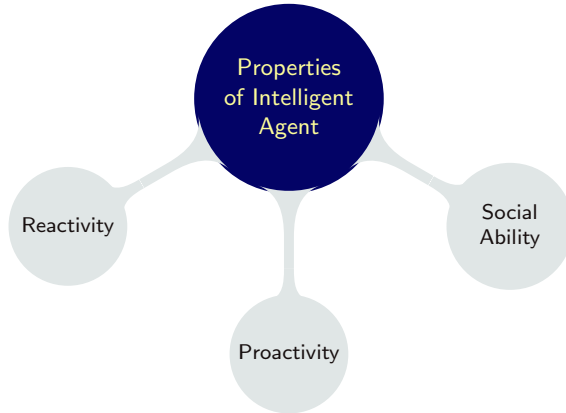 Properties
of Intelligent
Agent
Reactivity
Social
Ability
Proactivity